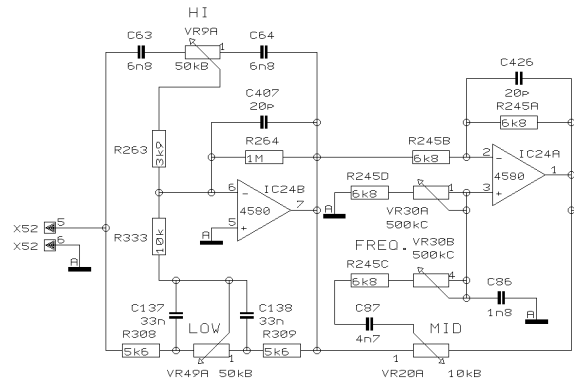 HI
C63
VR9A
1
C64
6n8
50kB
6n8
C407
20p
C426
20p
R245A
6k8
R263
3k9
R264
1M
R245B
6k8
2
IC24A
4580
1
3
R245D
6k8
1
VR30A
500kC
6
IC24B
4580
7
5
A
A
X52
5
X52
6
A
R333
10k
FREQ.
VR30B
500kC
R245C
6k8
4
C86
1n8
A
C137
33n
C138
33n
C87
4n7
R308
5k6
LOW
1
R309
5k6
MID
1
VR49A
50kB
VR20A
10kB